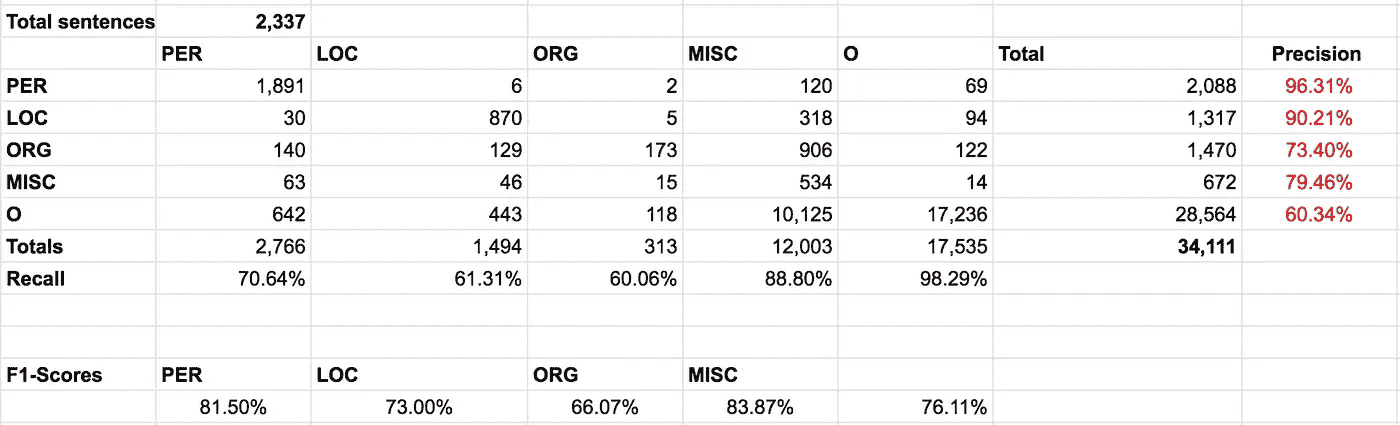 Total sentences 2,337
PER LOC ORG MISC O Total Precision
PER 1,891 6 2 120 69 2,088 96.31%
LOC 30 870 5 318 94 1,317 90.21%
ORG 140 129 173 906 122 1,470 73.40%
MISC 63 46 15 534 14 672 79.46%
O 642 443 118 10,125 17,236 28,564 60.34%
Totals 2,766 1,494 313 12,003 17,535 34,111
Recall 70.64% 61.31% 60.06% 88.80% 98.29%
F1-Scores PER LOC ORG MISC
81.50% 73.00% 66.07% 83.87% 76.11%